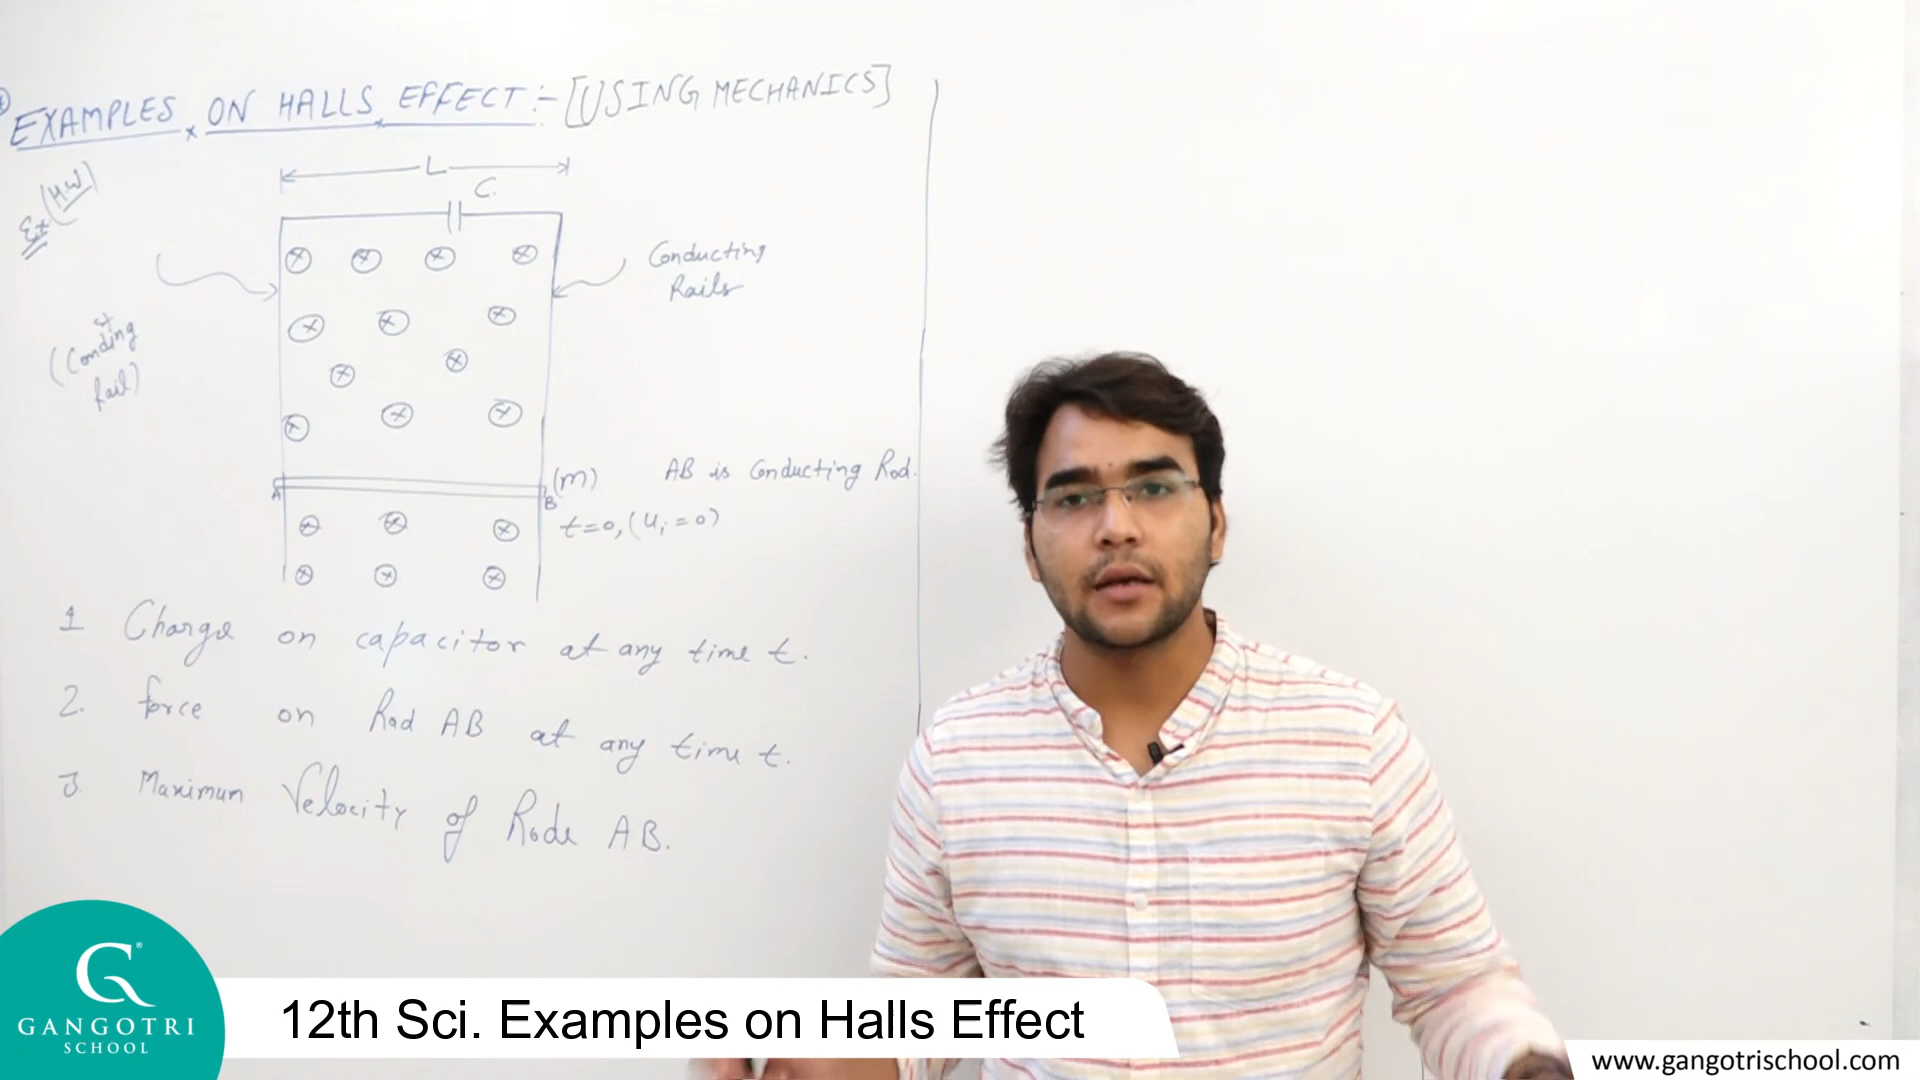 EXAMPLES ON HALLS EFFECT :- [USING MECHANICS]
Ex (H.W)
L
C
Conducting
Rails
(Conding
Rail)
A
B
(m)
AB is Conducting Rod.
t=0, (ui = 0)
1 Charge on capacitor at any time t.
2. force on Rod AB at any time t.
3. Maximum Velocity of Rode AB.
G
GANGOTRI
SCHOOL
12th Sci. Examples on Halls Effect
www.gangotrischool.com